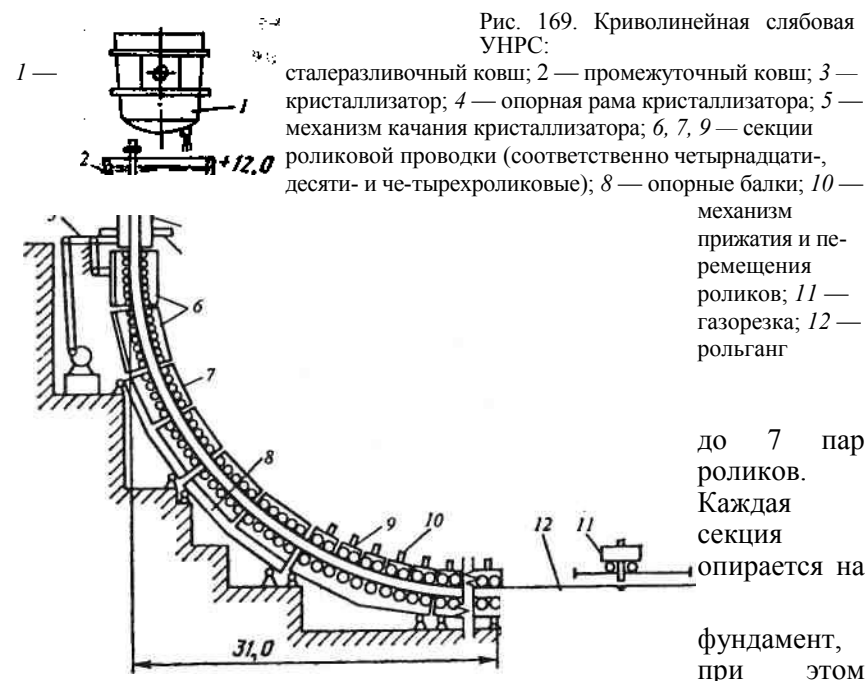 Рис. 169. Криволинейная слябовая
УНРС:
1 — сталеразливочный ковш; 2 — промежуточный ковш; 3 —
кристаллизатор; 4 — опорная рама кристаллизатора; 5 —
механизм качания кристаллизатора; 6, 7, 9 — секции
роликовой проводки (соответственно четырнадцати-,
десяти- и че-тырехроликовые); 8 — опорные балки; 10 —
механизм
прижатия и пе-
ремещения
роликов; 11 —
газорезка; 12 —
рольганг
1
2
+12.0
6
7
8
9
10
12
11
31,0
до 7 пар
роликов.
Каждая
секция
опирается на
фундамент,
при этом